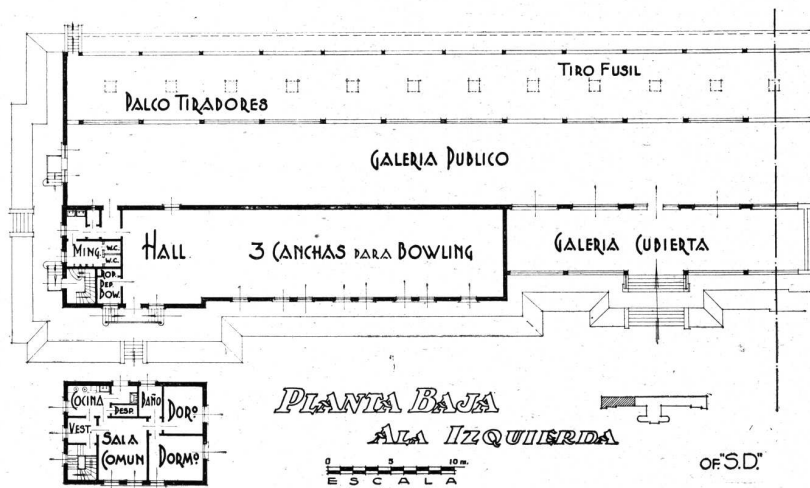 TIRO FUSIL
PALCO TIRADORES
GALERIA PUBLICO
MING.
W.C.
W.C.
HALL
3 CANCHAS PARA BOWLING
GALERIA CUBIERTA
ROP.
DEP.
BOW.
COCINA
BAÑO
DORº
DESP.
VEST.
SALA
COMUN
DORMº
PLANTA BAJA
ALA IZQUIERDA
0 5 10 m.
ESCALA
OF. "S.D."